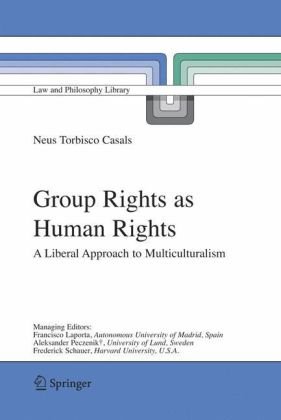 Law and Philosophy Library
Neus Torbisco Casals
Group Rights as
Human Rights
A Liberal Approach to Multiculturalism
Managing Editors:
Francisco Laporta, Autonomous University of Madrid, Spain
Aleksander Peczenik†, University of Lund, Sweden
Frederick Schauer, Harvard University, U.S.A.
Springer